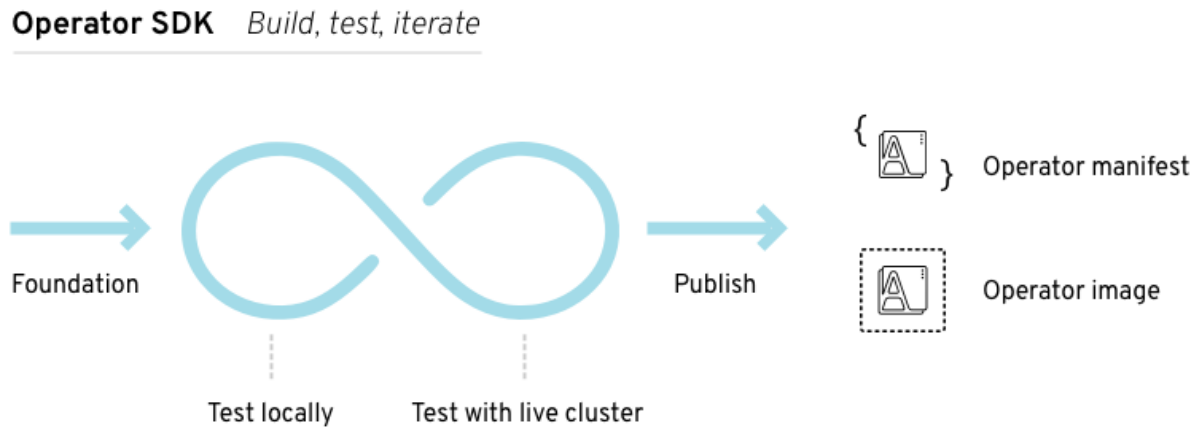 Operator SDK Build, test, iterate
{
}
Operator manifest
Foundation
Publish
Operator image
Test locally
Test with live cluster